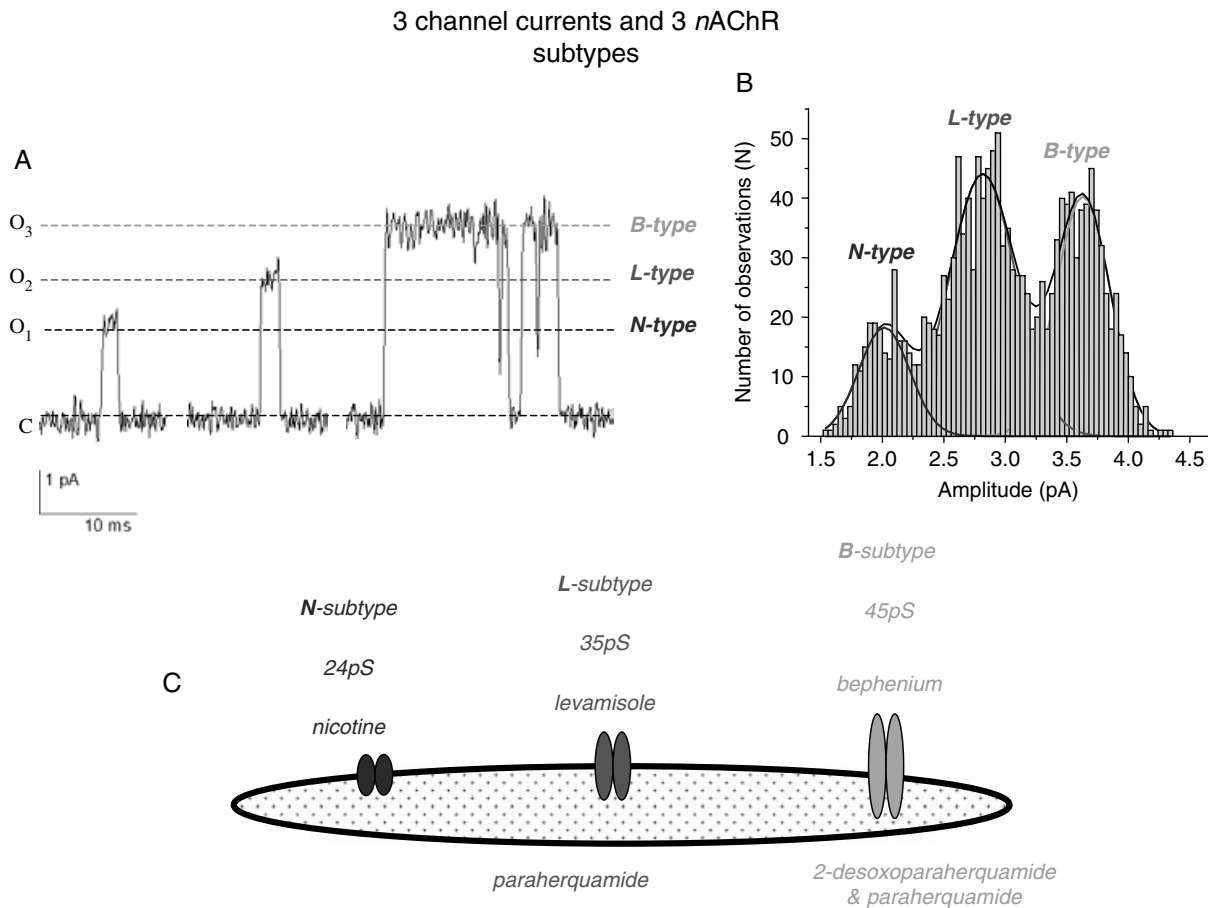 3 channel currents and 3 nAChR
subtypes
A
O3
B-type
O2
L-type
O1
N-type
C
1 pA
10 ms
B
L-type
B-type
N-type
Number of observations (N)
50
40
30
20
10
0
1.5 2.0 2.5 3.0 3.5 4.0 4.5
Amplitude (pA)
C
N-subtype
24pS
nicotine
L-subtype
35pS
levamisole
B-subtype
45pS
bephenium
paraherquamide
2-desoxoparaherquamide
& paraherquamide